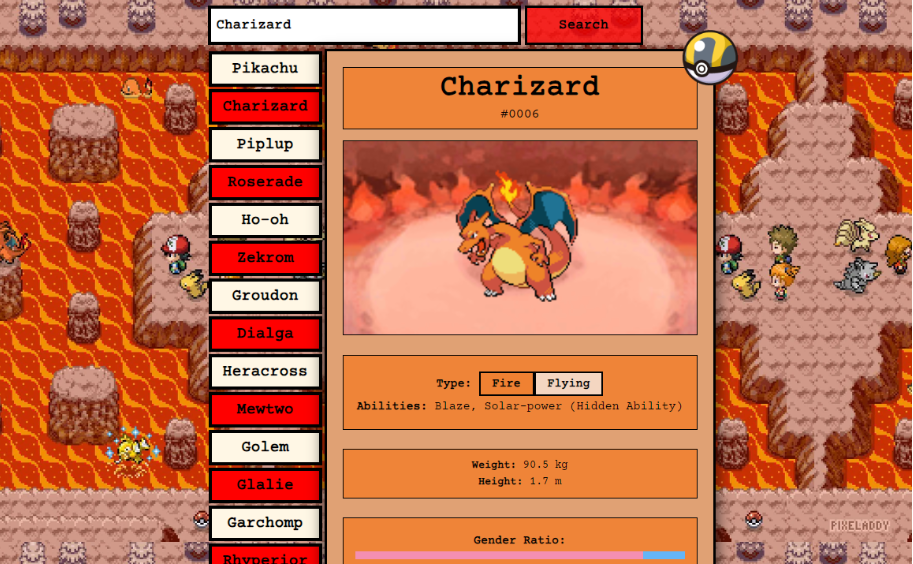 Charizard
Search
Pikachu
Charizard
Piplup
Roserade
Ho-oh
Zekrom
Groudon
Dialga
Heracross
Mewtwo
Golem
Glalie
Garchomp
Rhyperior
Charizard
#0006
Type: Fire Flying
Abilities: Blaze, Solar-power (Hidden Ability)
Weight: 90.5 kg
Height: 1.7 m
Gender Ratio:
PIXELADDY